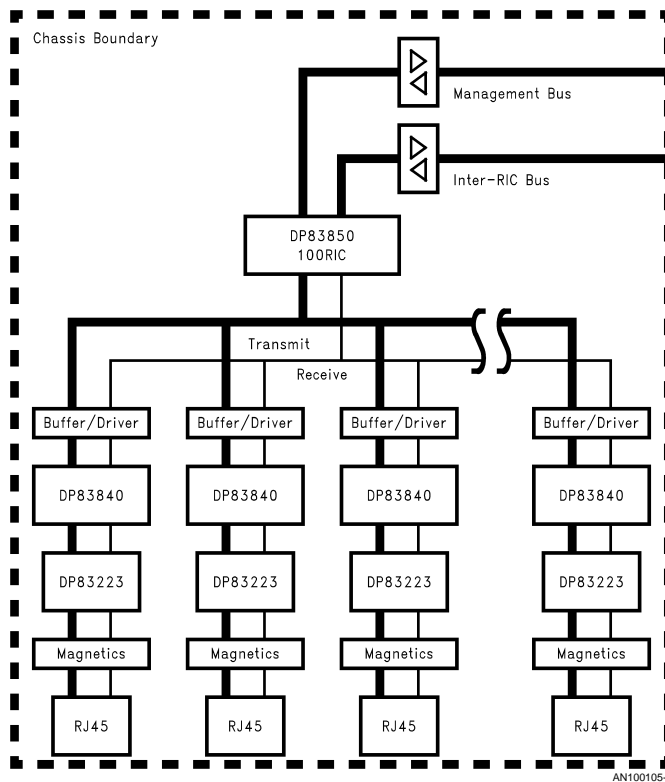 Chassis Boundary
Management Bus
Inter-RIC Bus
DP83850
100RIC
Transmit
Receive
Buffer/Driver Buffer/Driver Buffer/Driver Buffer/Driver
DP83840 DP83840 DP83840 DP83840
DP83223 DP83223 DP83223 DP83223
Magnetics Magnetics Magnetics Magnetics
RJ45 RJ45 RJ45 RJ45
AN100105-